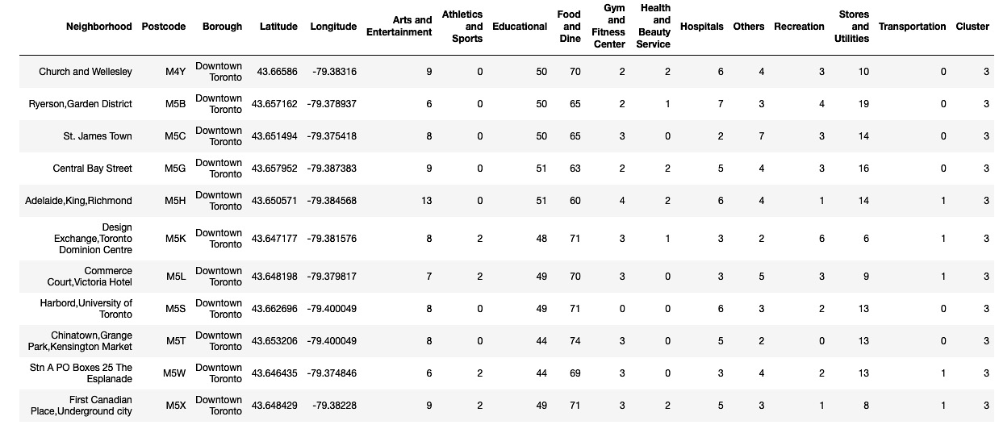 Neighborhood Postcode Borough Latitude Longitude Arts and Entertainment Athletics and Sports Educational Food and Dine Gym and Fitness Center Health and Beauty Service Hospitals Others Recreation Stores and Utilities Transportation Cluster
Church and Wellesley M4Y Downtown Toronto 43.66586 -79.38316 9 0 50 70 2 2 6 4 3 10 0 3
Ryerson,Garden District M5B Downtown Toronto 43.657162 -79.378937 6 0 50 65 2 1 7 3 4 19 0 3
St. James Town M5C Downtown Toronto 43.651494 -79.375418 8 0 50 65 3 0 2 7 3 14 0 3
Central Bay Street M5G Downtown Toronto 43.657952 -79.387383 9 0 51 63 2 2 5 4 3 16 0 3
Adelaide,King,Richmond M5H Downtown Toronto 43.650571 -79.384568 13 0 51 60 4 2 6 4 1 14 1 3
Design Exchange,Toronto Dominion Centre M5K Downtown Toronto 43.647177 -79.381576 8 2 48 71 3 1 3 2 6 6 1 3
Commerce Court,Victoria Hotel M5L Downtown Toronto 43.648198 -79.379817 7 2 49 70 3 0 3 5 3 9 1 3
Harbord,University of Toronto M5S Downtown Toronto 43.662696 -79.400049 8 0 49 71 0 0 6 3 2 13 0 3
Chinatown,Grange Park,Kensington Market M5T Downtown Toronto 43.653206 -79.400049 8 0 44 74 3 0 5 2 0 13 0 3
Stn A PO Boxes 25 The Esplanade M5W Downtown Toronto 43.646435 -79.374846 6 2 44 69 3 0 3 4 2 13 1 3
First Canadian Place,Underground city M5X Downtown Toronto 43.648429 -79.38228 9 2 49 71 3 2 5 3 1 8 1 3